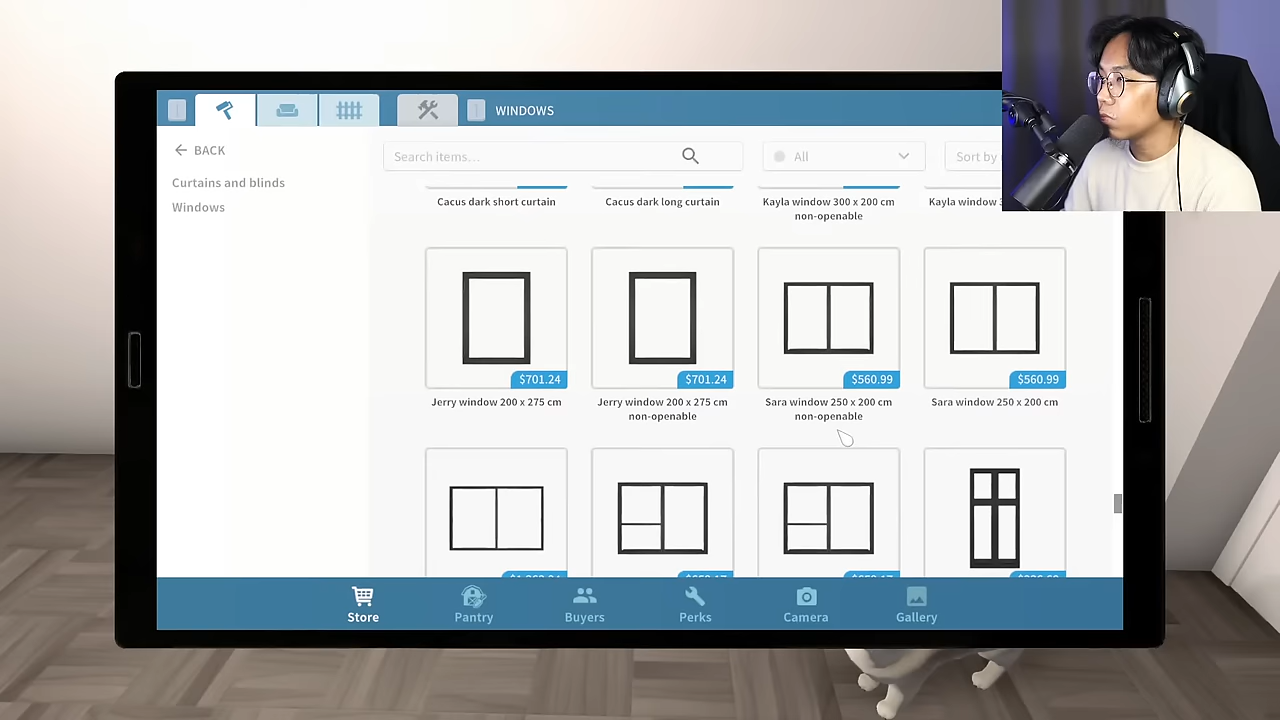 WINDOWS
BACK
Search items...
All
Sort by
Curtains and blinds
Windows
Cacus dark short curtain
Cacus dark long curtain
Kayla window 300 x 200 cm
non-openable
Kayla window
$701.24
$701.24
$560.99
$560.99
Jerry window 200 x 275 cm
Jerry window 200 x 275 cm
non-openable
Sara window 250 x 200 cm
non-openable
Sara window 250 x 200 cm
Store
Pantry
Buyers
Perks
Camera
Gallery